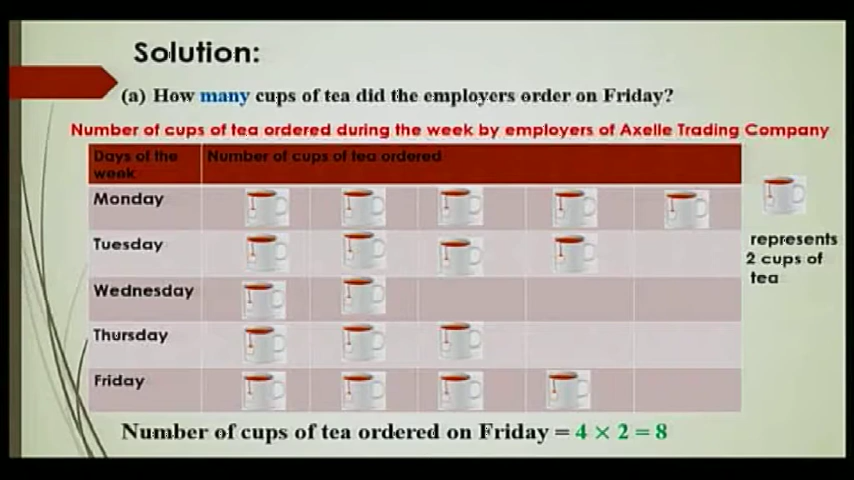 Solution:
(a) How many cups of tea did the employers order on Friday?
Number of cups of tea ordered during the week by employers of Axelle Trading Company
Days of the week
Number of cups of tea ordered
Monday
Tuesday
Wednesday
Thursday
Friday
represents
2 cups of
tea
Number of cups of tea ordered on Friday = 4 × 2 = 8